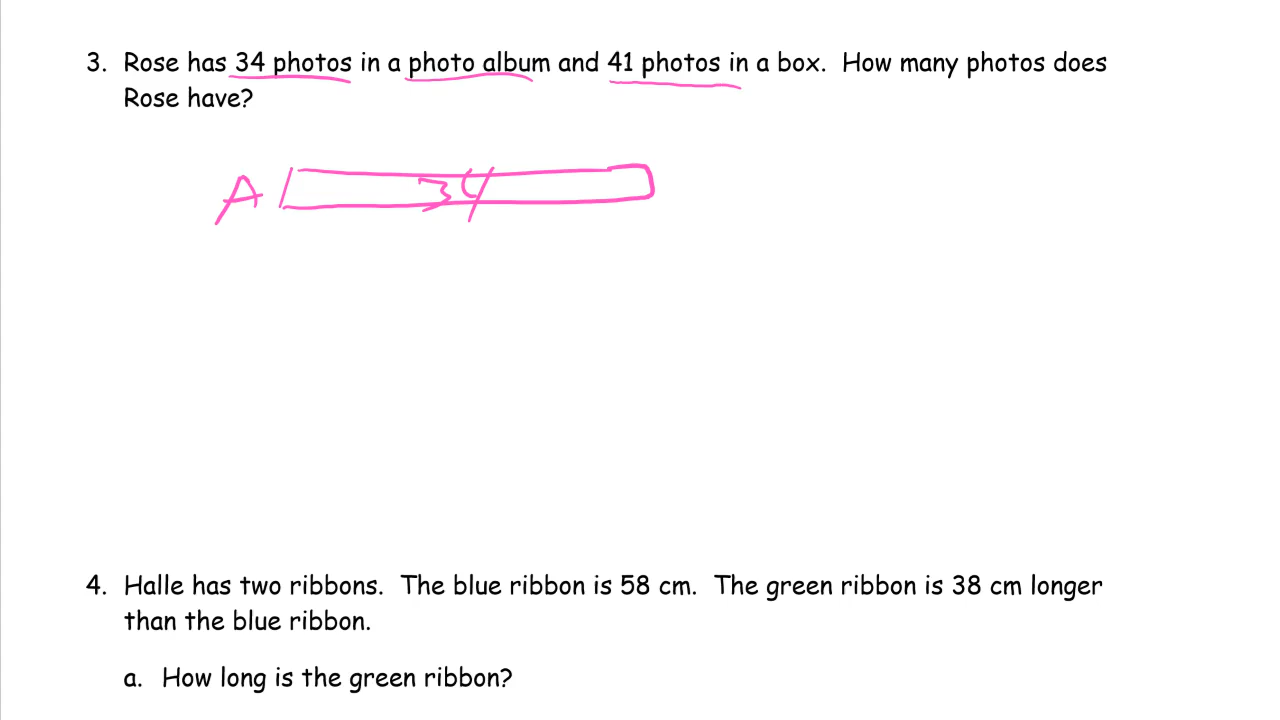 3. Rose has 34 photos in a photo album and 41 photos in a box. How many photos does
Rose have?
A 34
4. Halle has two ribbons. The blue ribbon is 58 cm. The green ribbon is 38 cm longer
than the blue ribbon.
a. How long is the green ribbon?